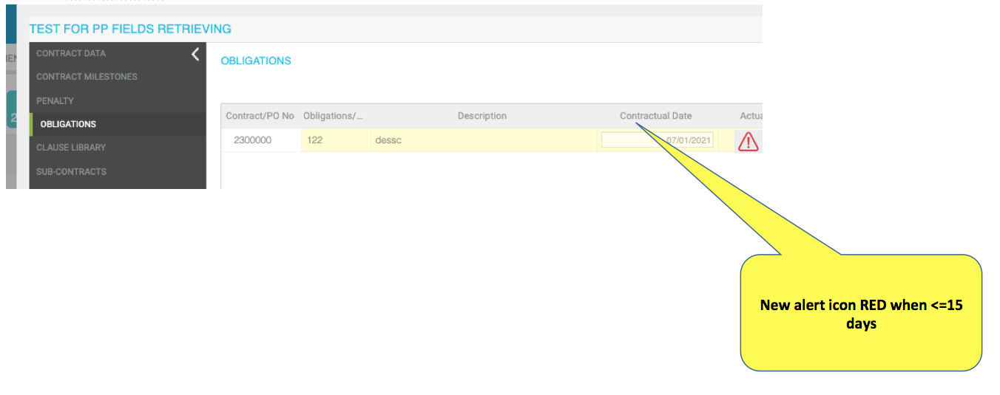 TEST FOR PP FIELDS RETRIEVING
CONTRACT DATA
CONTRACT MILESTONES
PENALTY
OBLIGATIONS
CLAUSE LIBRARY
SUB-CONTRACTS
OBLIGATIONS
Contract/PO No Obligations/... Description Contractual Date Actua
2300000 122 dessc 07/01/2021
New alert icon RED when <=15
days